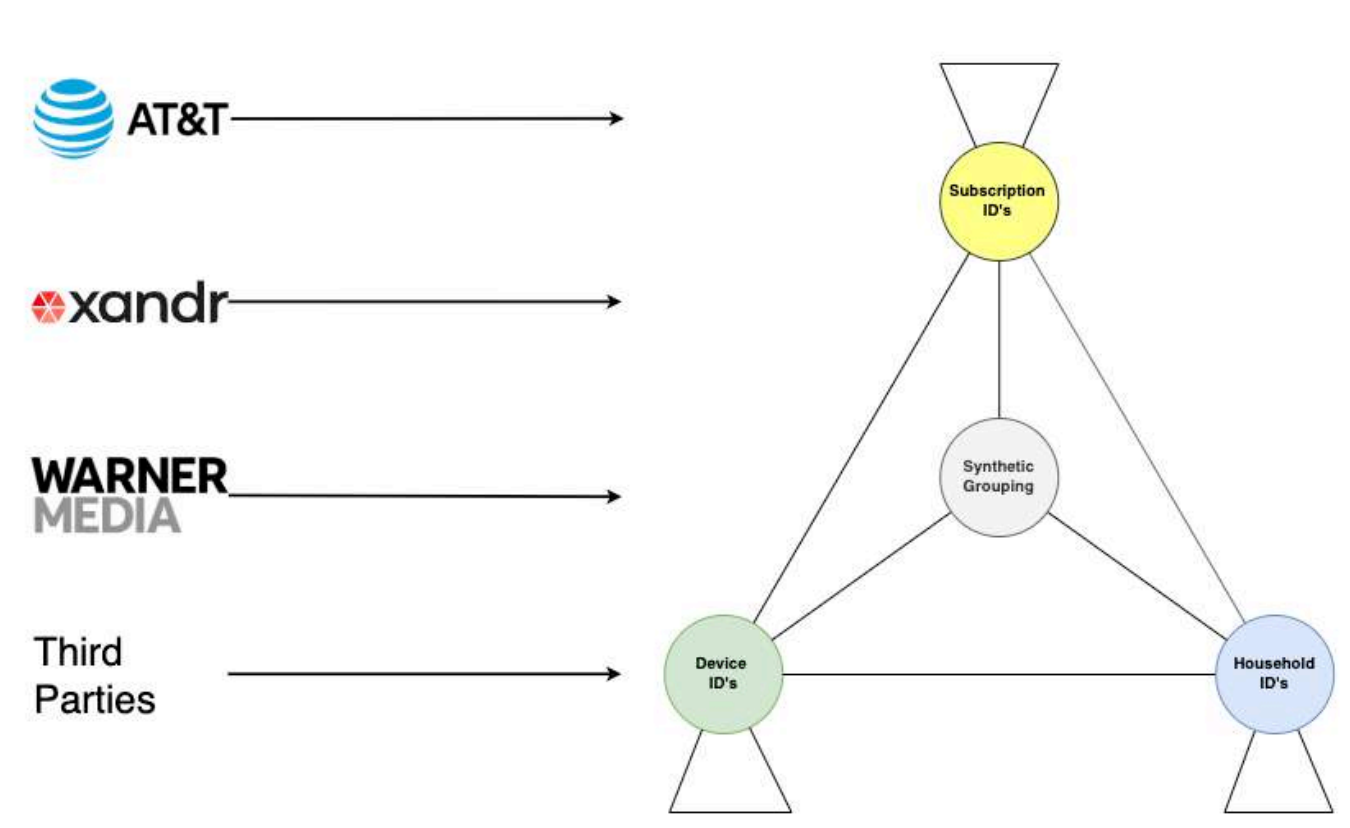 AT&T
xandr
WARNER
MEDIA
Third
Parties
Subscription
ID's
Synthetic
Grouping
Device
ID's
Household
ID's